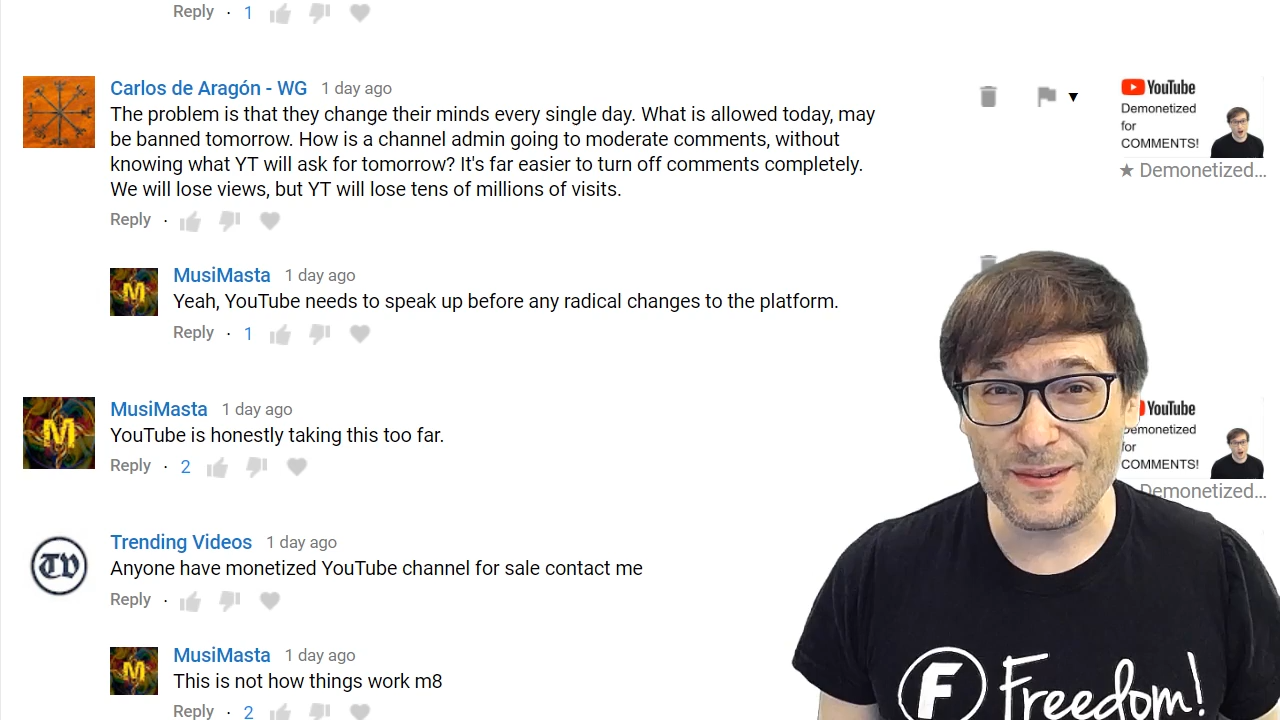 Reply · 1
Carlos de Aragón - WG 1 day ago
The problem is that they change their minds every single day. What is allowed today, may
be banned tomorrow. How is a channel admin going to moderate comments, without
knowing what YT will ask for tomorrow? It's far easier to turn off comments completely.
We will lose views, but YT will lose tens of millions of visits.
Reply ·
YouTube
Demonetized
for
COMMENTS!
★ Demonetized...
MusiMasta 1 day ago
Yeah, YouTube needs to speak up before any radical changes to the platform.
Reply · 1
MusiMasta 1 day ago
YouTube is honestly taking this too far.
Reply · 2
YouTube
Demonetized
for
COMMENTS!
Demonetized...
Trending Videos 1 day ago
Anyone have monetized YouTube channel for sale contact me
Reply ·
TV
MusiMasta 1 day ago
This is not how things work m8
Reply · 2
M
M
M
F Freedom!